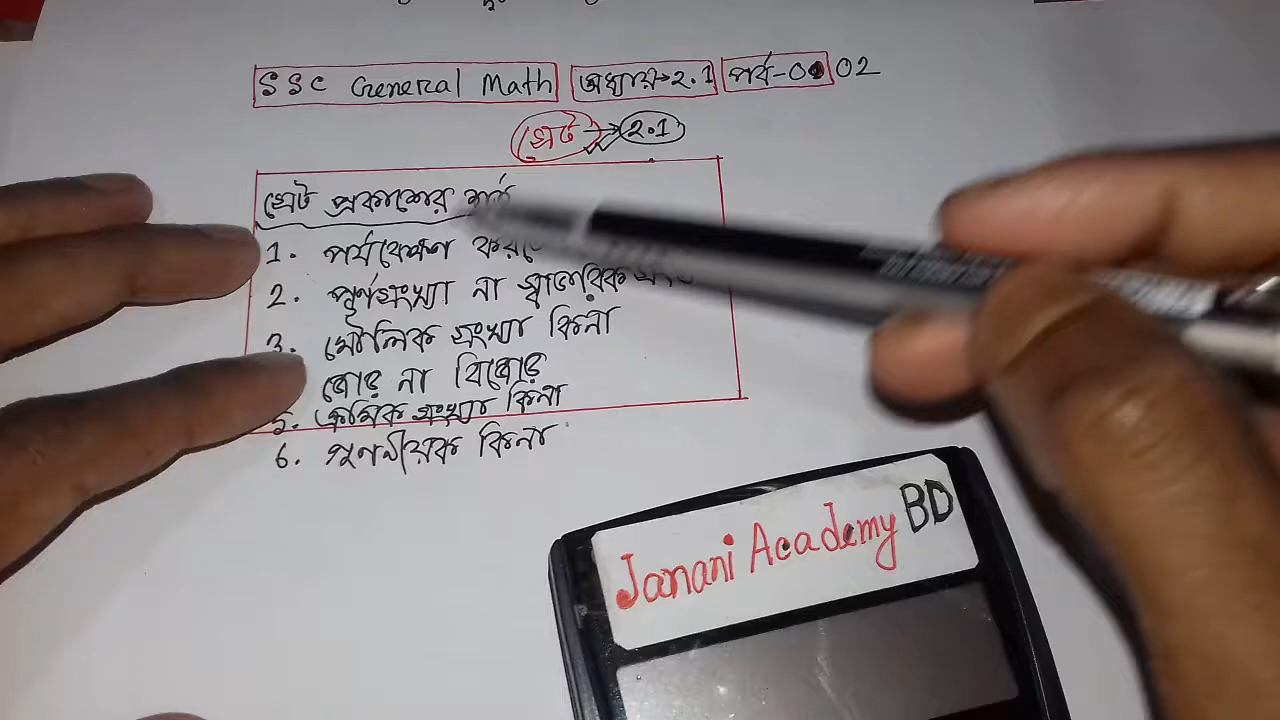 SSC General Math অধ্যায়→2.1 পর্ব-0 02
সেট → 2.1
সেট প্রকাশের শর্ত
1. পর্যবেক্ষণ
2. পূর্ণসংখ্যা না স্বাভাবিক
3. মৌলিক সংখ্যা কিনা
জোড় না বিজোড়
5. ক্রমিক সংখ্যা কিনা
6. গুণনীয়ক কিনা
Janani Academy BD